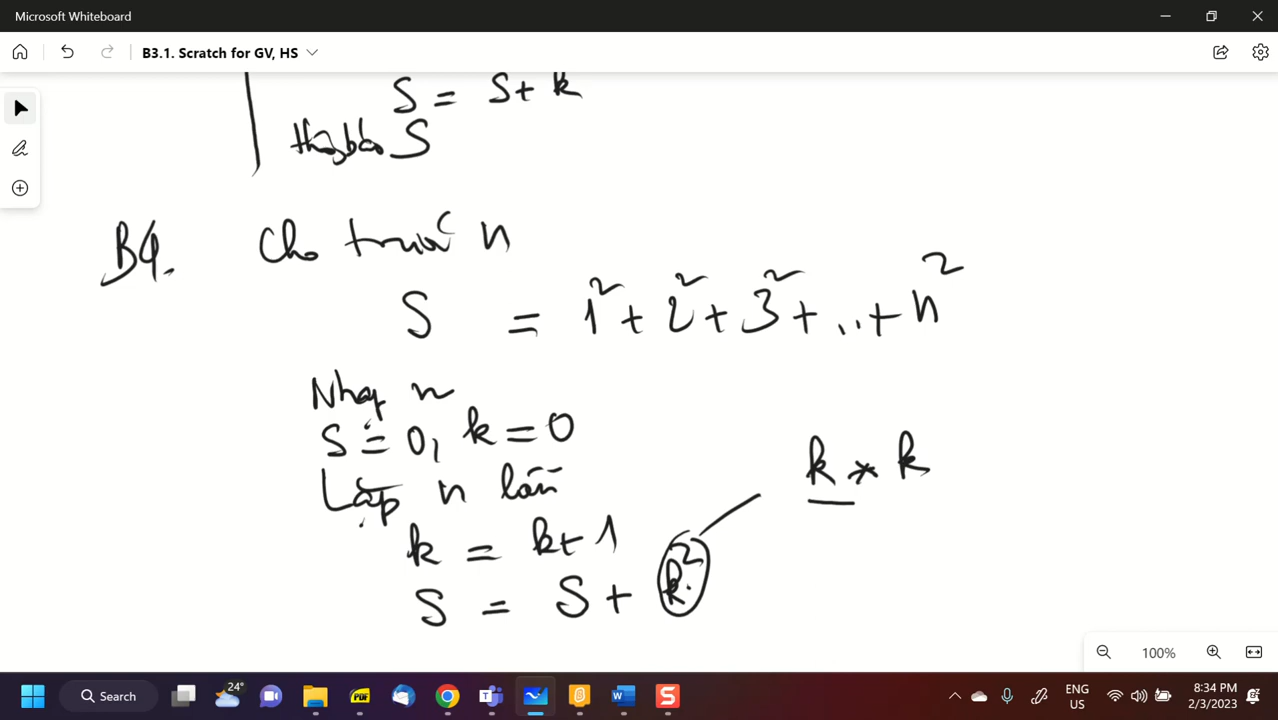 Microsoft Whiteboard
B3.1. Scratch for GV, HS
S = S + k
Thông báo S
B4. Cho trước n
S = 1² + 2² + 3² + ... + n²
Nhập n
S = 0, k = 0
Lặp n lần
k * k
k = k + 1
S = S + k²
100%
24°
Search
ENG
US
8:34 PM
2/3/2023